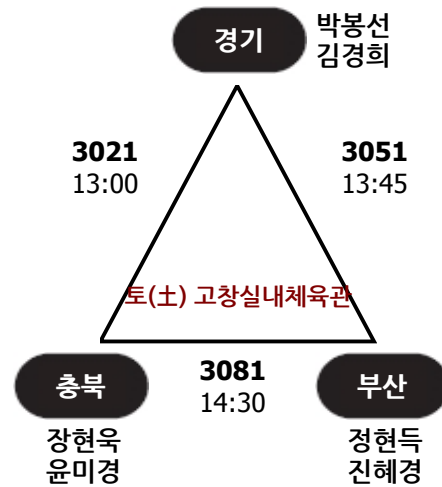 경기
박봉선
김경희
3021
13:00
3051
13:45
토(土) 고창실내체육관
충북
3081
14:30
부산
장현욱
윤미경
정현득
진혜경